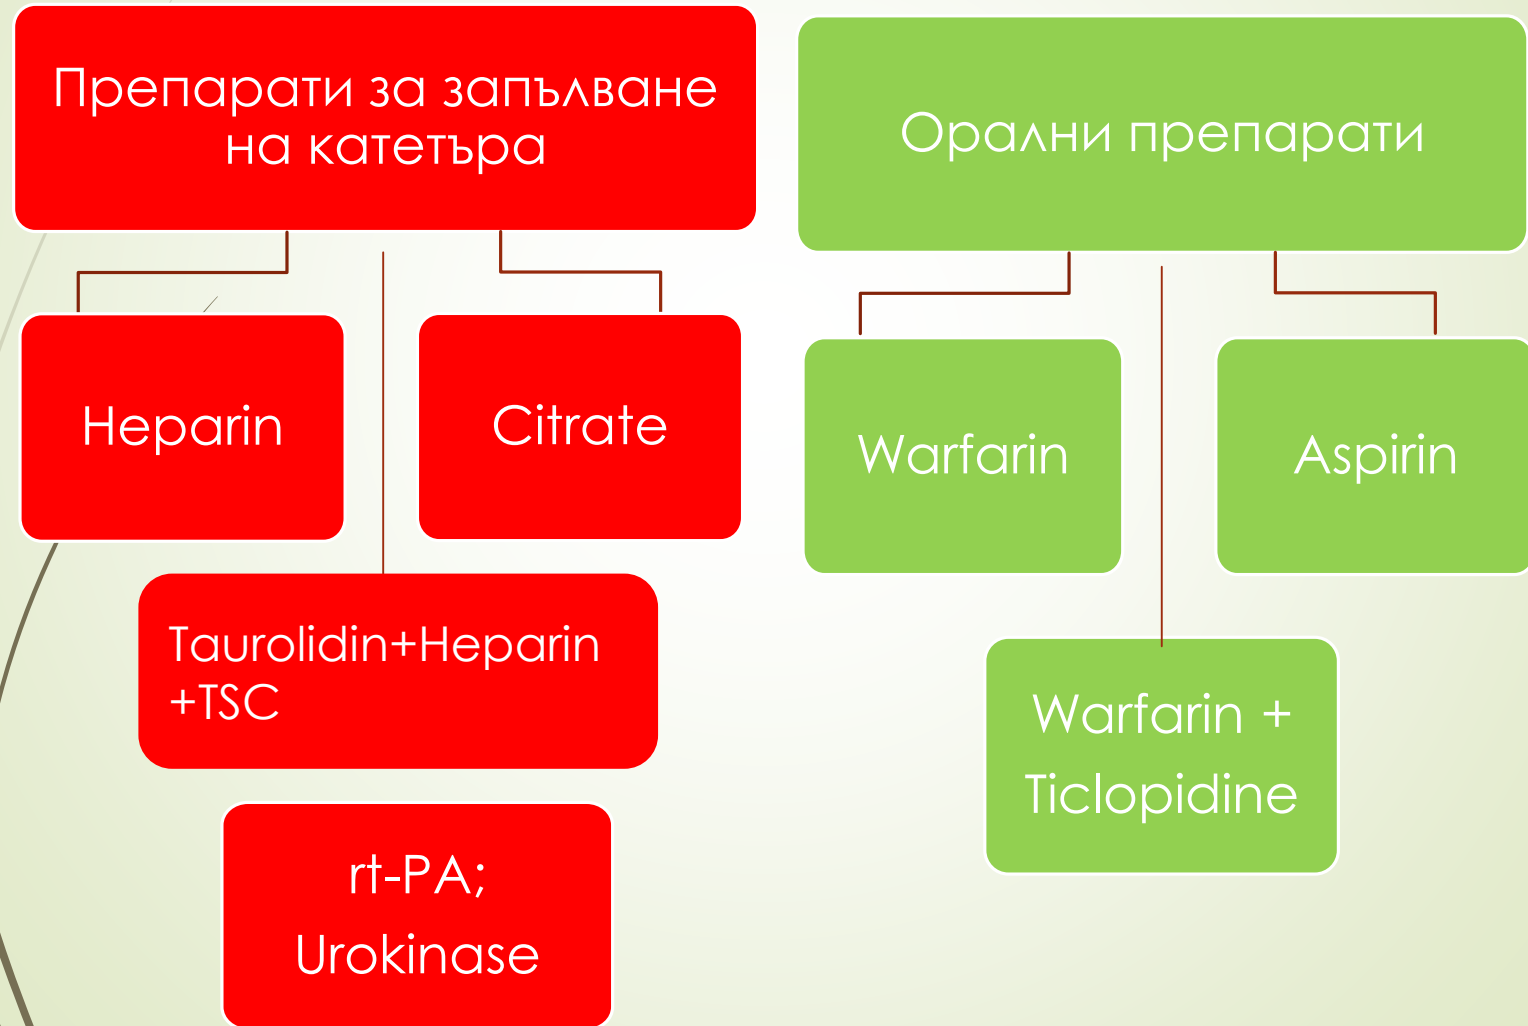 Препарати за запълване
на катетъра
Heparin
Citrate
Taurolidin+Heparin
+TSC
rt-PA;
Urokinase
Орални препарати
Warfarin
Aspirin
Warfarin +
Ticlopidine